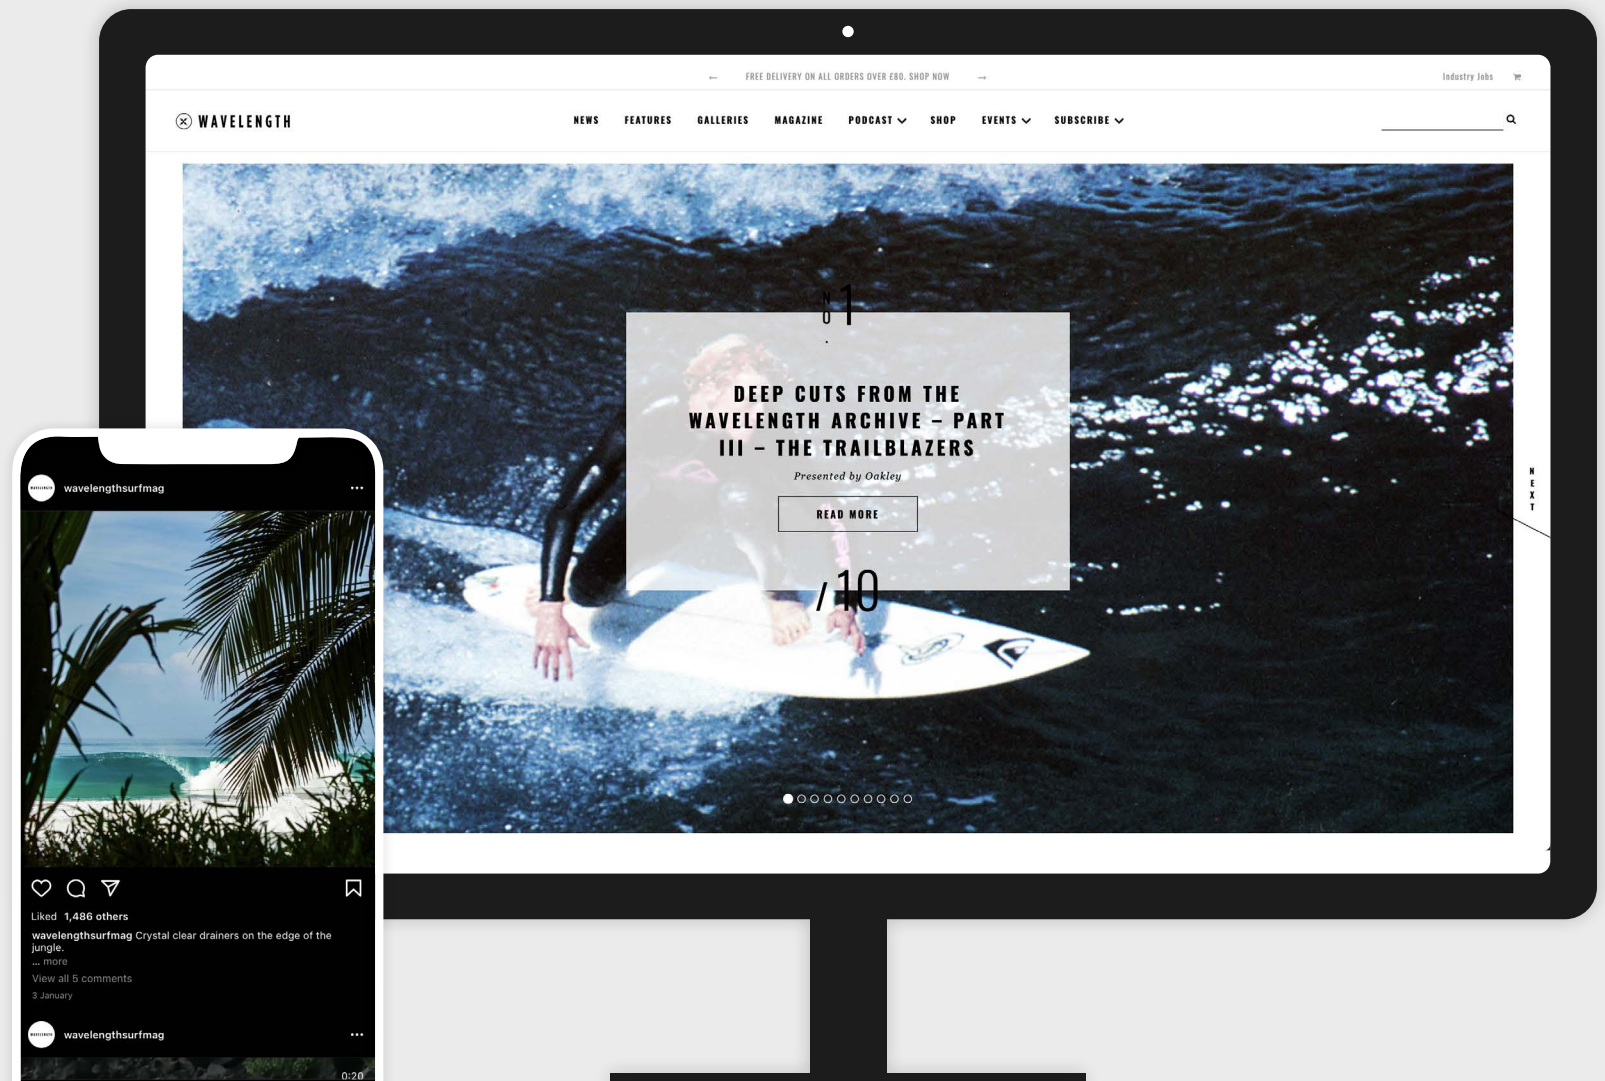 ← FREE DELIVERY ON ALL ORDERS OVER £80. SHOP NOW →
Industry Jobs
WAVELENGTH
NEWS FEATURES GALLERIES MAGAZINE PODCAST SHOP EVENTS SUBSCRIBE
NO. 1
DEEP CUTS FROM THE
WAVELENGTH ARCHIVE – PART
III – THE TRAILBLAZERS
Presented by Oakley
READ MORE
/10
NEXT
wavelengthsurfmag
Liked 1,486 others
wavelengthsurfmag Crystal clear drainers on the edge of the
jungle.
... more
View all 5 comments
3 January
wavelengthsurfmag
0:20